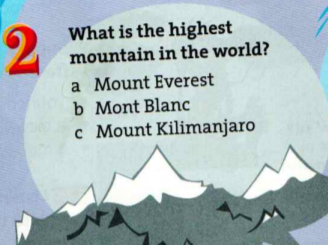 2
What is the highest
mountain in the world?
a Mount Everest
b Mont Blanc
c Mount Kilimanjaro